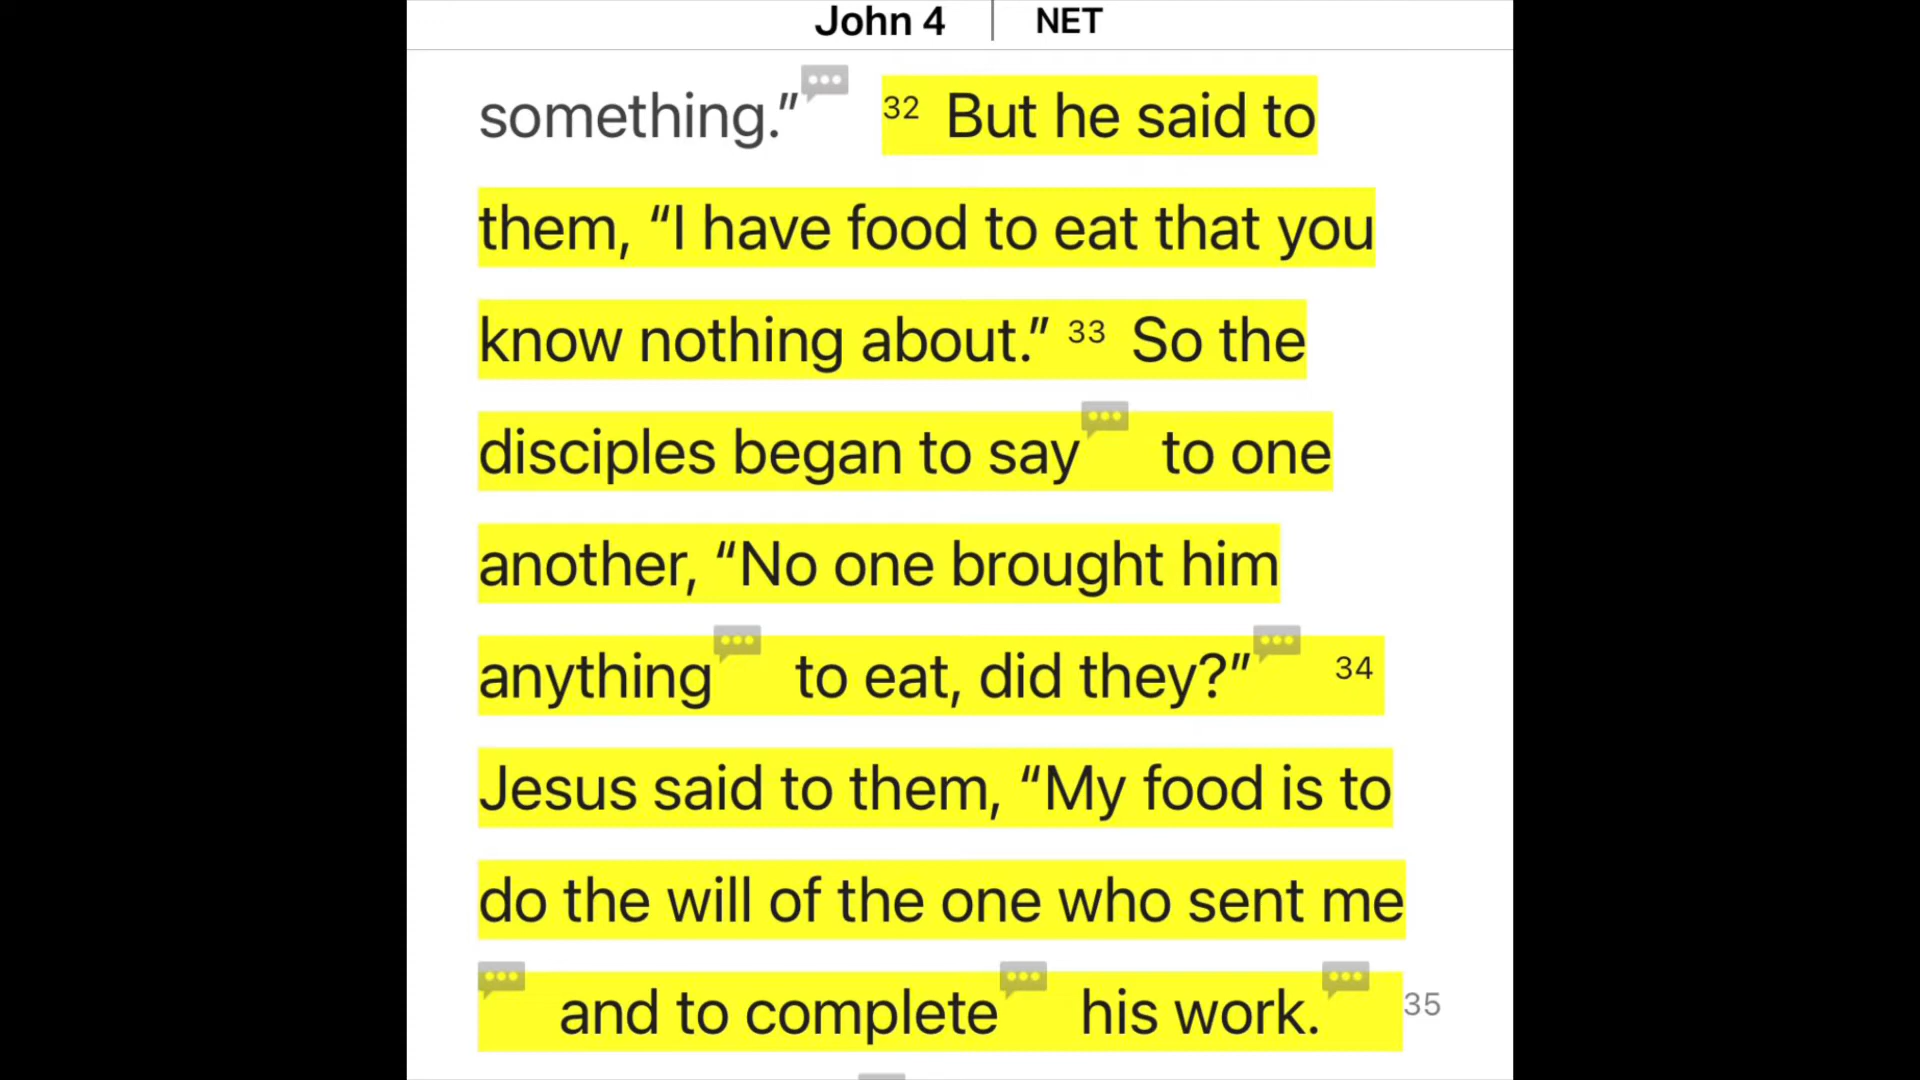 John 4 | NET
something.” 32 But he said to
them, “I have food to eat that you
know nothing about.” 33 So the
disciples began to say to one
another, “No one brought him
anything to eat, did they?” 34
Jesus said to them, “My food is to
do the will of the one who sent me
and to complete his work. 35